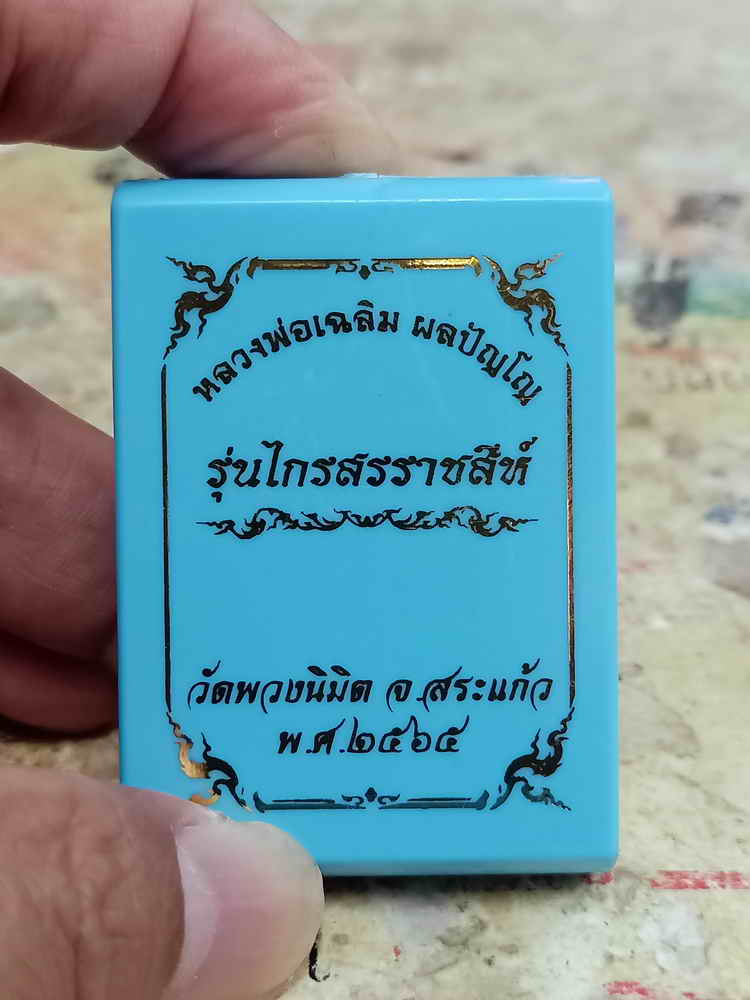 หลวงพ่อเฉลิม ผลปัญโญ
รุ่นไกรสรราชสีห์
วัดพวงนิมิต จ.สระแก้ว
พ.ศ.๒๕๖๕